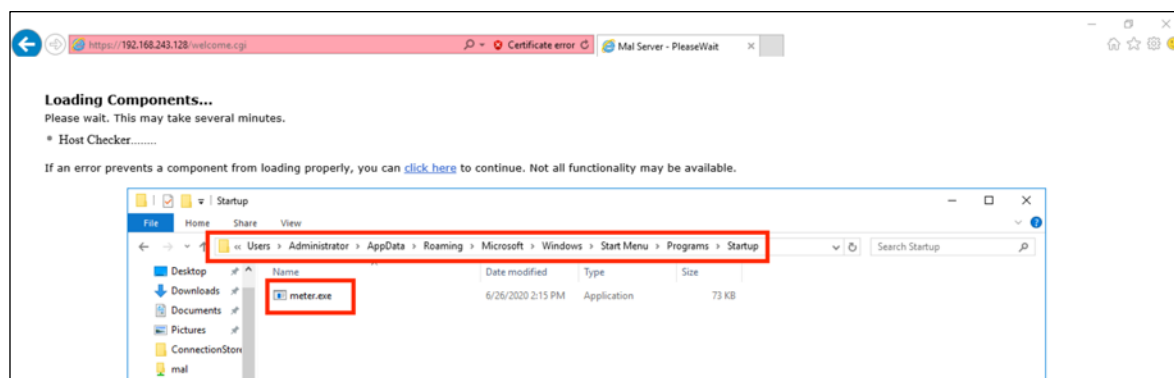 https://192.168.243.128/welcome.cgi Certificate error Mal Server - PleaseWait
Loading Components...
Please wait. This may take several minutes.
* Host Checker........
If an error prevents a component from loading properly, you can click here to continue. Not all functionality may be available.
Startup
File Home Share View
« Users > Administrator > AppData > Roaming > Microsoft > Windows > Start Menu > Programs > Startup Search Startup
Desktop Name Date modified Type Size
Downloads meter.exe 6/26/2020 2:15 PM Application 73 KB
Documents
Pictures
ConnectionStore
mal